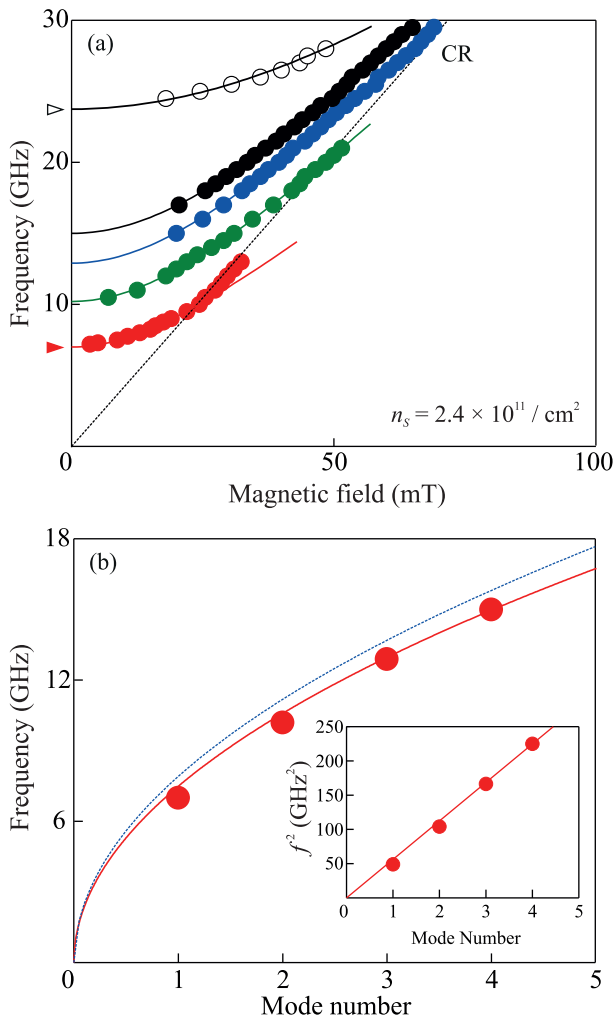 30
(a)
CR
20
Frequency (GHz)
10
n_s = 2.4 × 10^11 / cm^2
0
50
100
Magnetic field (mT)
18
(b)
12
Frequency (GHz)
6
250
200
150
100
50
f^2 (GHz^2)
0
1
2
3
4
5
Mode Number
0
1
2
3
4
5
Mode number